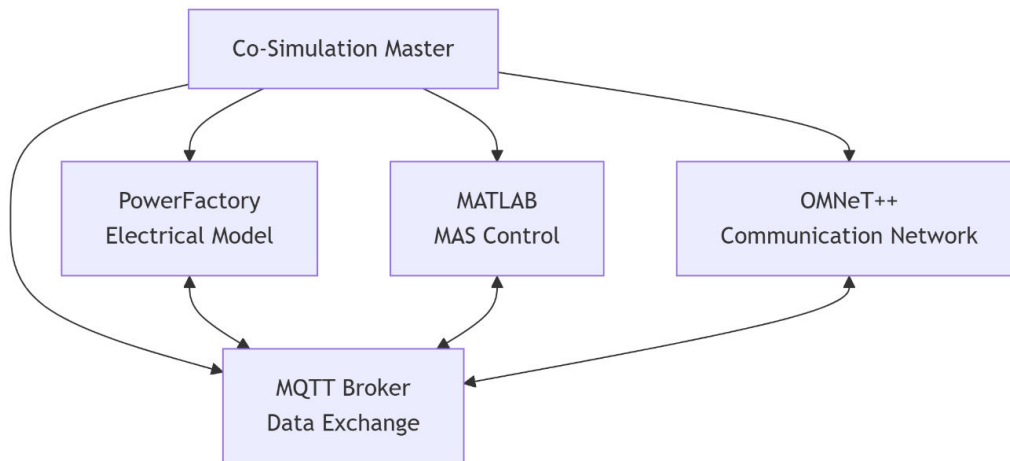 Co-Simulation Master
PowerFactory
Electrical Model
MATLAB
MAS Control
OMNeT++
Communication Network
MQTT Broker
Data Exchange